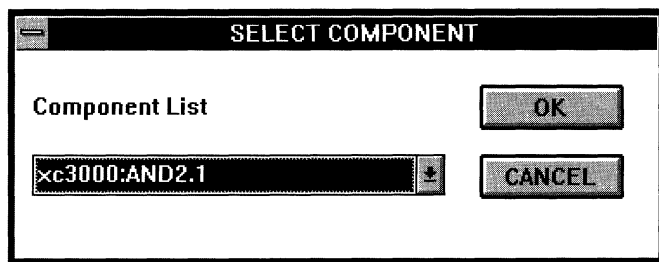 SELECT COMPONENT
Component List
OK
xc3000:AND2.1
CANCEL